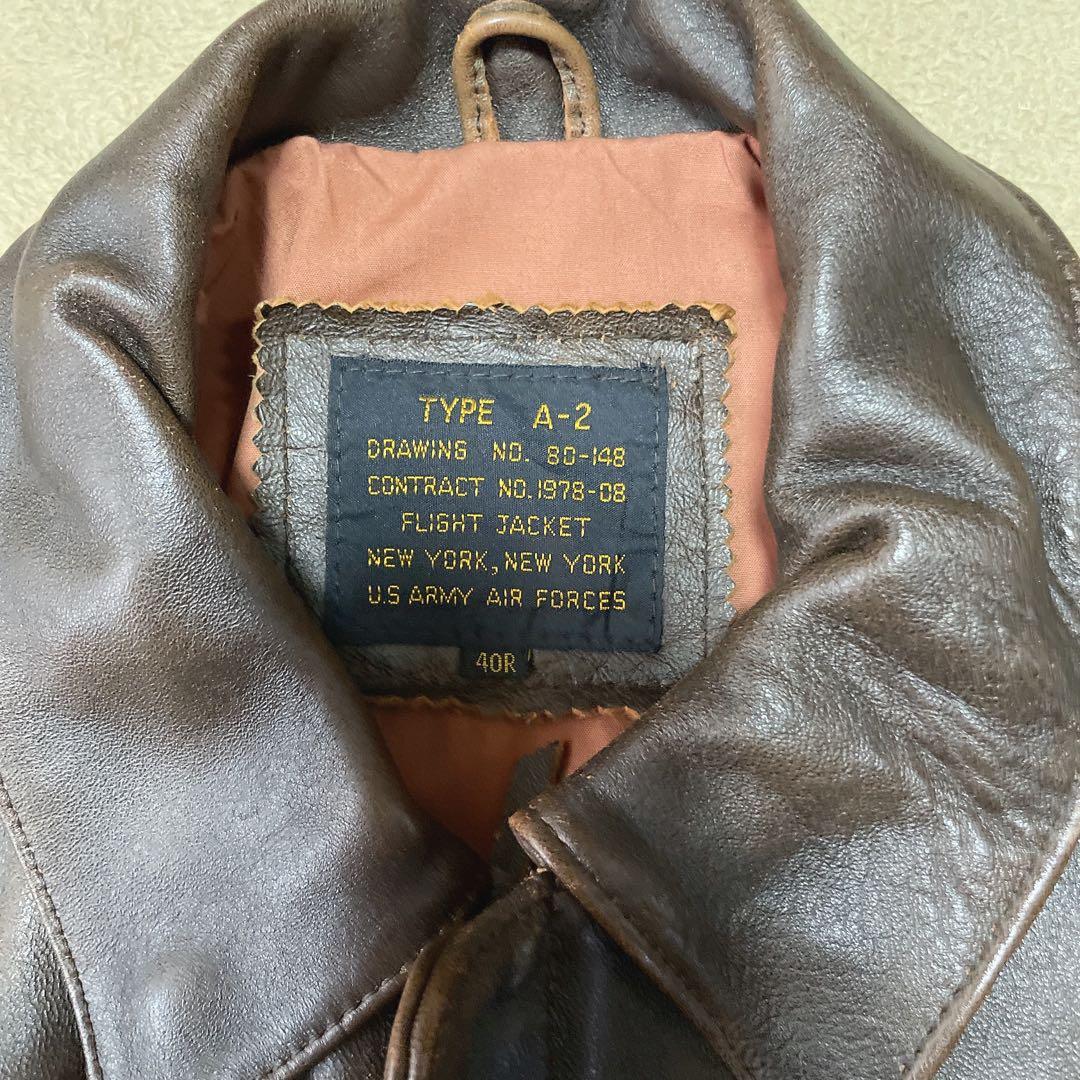 TYPE A-2
DRAWING NO. 80-148
CONTRACT NO. 1978-08
FLIGHT JACKET
NEW YORK, NEW YORK
U.S ARMY AIR FORCES
40R